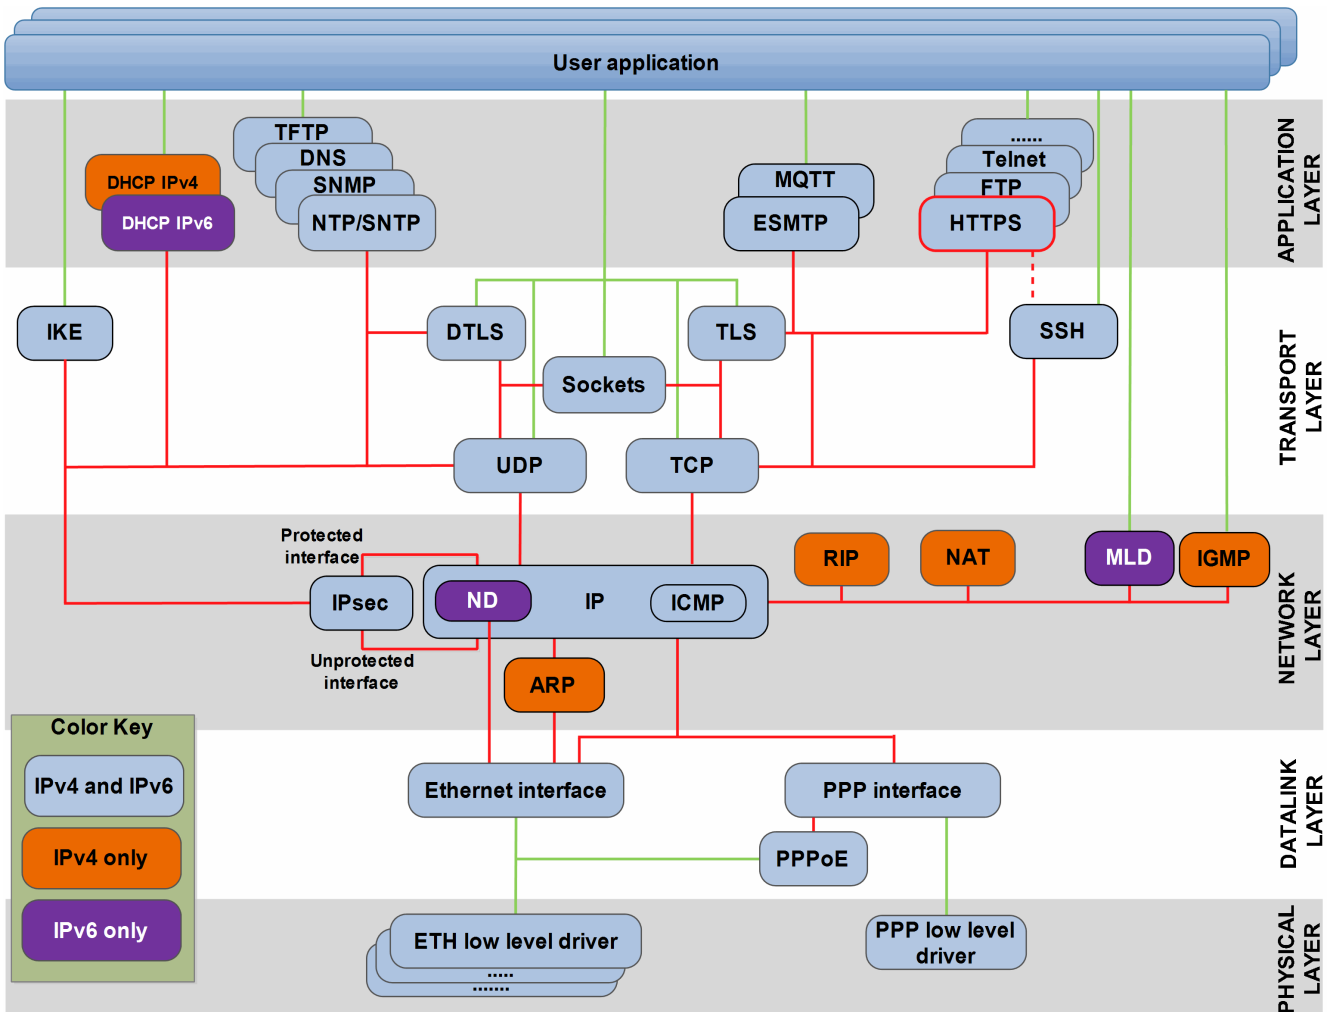 User application
TFTP
DNS
SNMP
NTP/SNTP
DHCP IPv4
DHCP IPv6
MQTT
ESMTP
......
Telnet
FTP
HTTPS
APPLICATION
LAYER
IKE
DTLS
TLS
SSH
Sockets
UDP
TCP
TRANSPORT
LAYER
Protected
interface
IPsec
Unprotected
interface
ND
IP
ICMP
ARP
RIP
NAT
MLD
IGMP
NETWORK
LAYER
Color Key
IPv4 and IPv6
IPv4 only
IPv6 only
Ethernet interface
PPP interface
PPPoE
DATALINK
LAYER
ETH low level driver
.....
.......
PPP low level
driver
PHYSICAL
LAYER